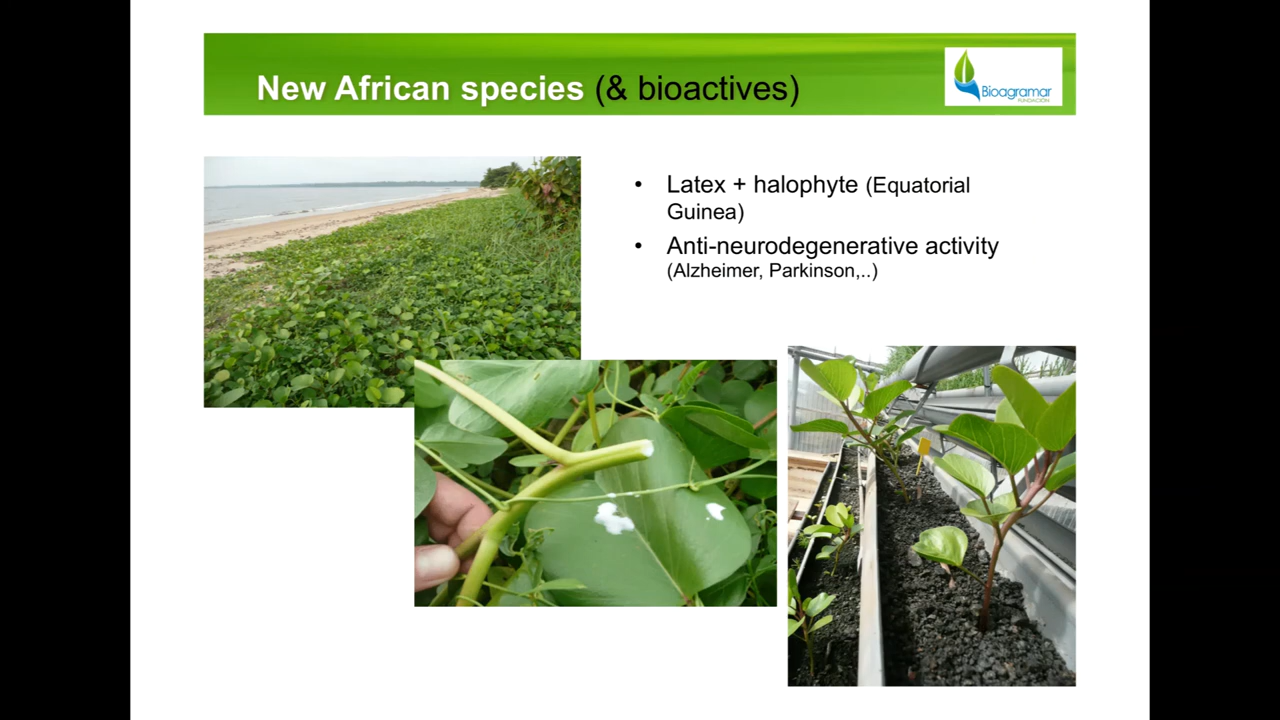 New African species (& bioactives)
Bioagramar
FUNDACIÓN
• Latex + halophyte (Equatorial
Guinea)
• Anti-neurodegenerative activity
(Alzheimer, Parkinson,..)